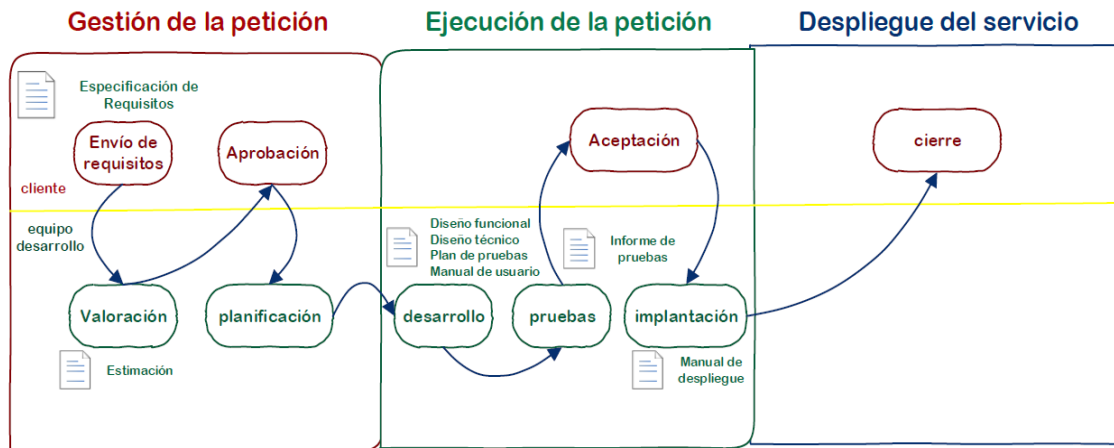 Gestión de la petición
Ejecución de la petición
Despliegue del servicio
Especificación de
Requisitos
Envío de
requisitos
Aprobación
Aceptación
cierre
cliente
equipo
desarrollo
Diseño funcional
Diseño técnico
Plan de pruebas
Manual de usuario
Informe de
pruebas
Valoración
planificación
desarrollo
pruebas
implantación
Estimación
Manual de
despliegue